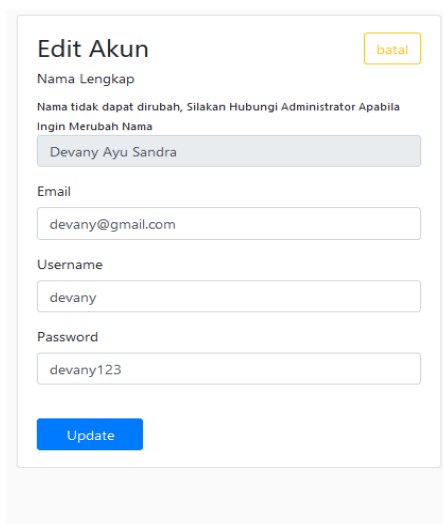 Edit Akun
batal
Nama Lengkap
Nama tidak dapat dirubah, Silakan Hubungi Administrator Apabila
Ingin Merubah Nama
Devany Ayu Sandra
Email
devany@gmail.com
Username
devany
Password
devany123
Update